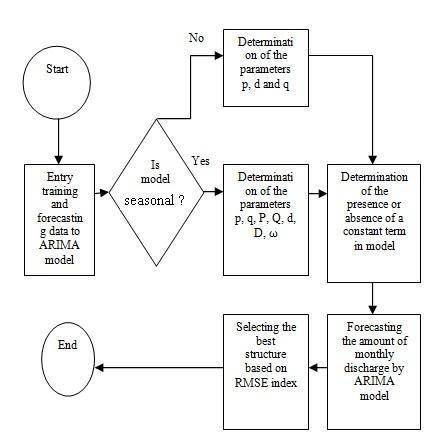 Start
No
Determinati
on of the
parameters
p, d and q
Entry
training
and
forecastin
g data to
ARIMA
model
Is
model
seasonal ?
Yes
Determinati
on of the
parameters
p, q, P, Q, d,
D, ω
Determination
of the
presence or
absence of a
constant term
in model
End
Selecting the
best
structure
based on
RMSE index
Forecasting
the amount of
monthly
discharge by
ARIMA
model